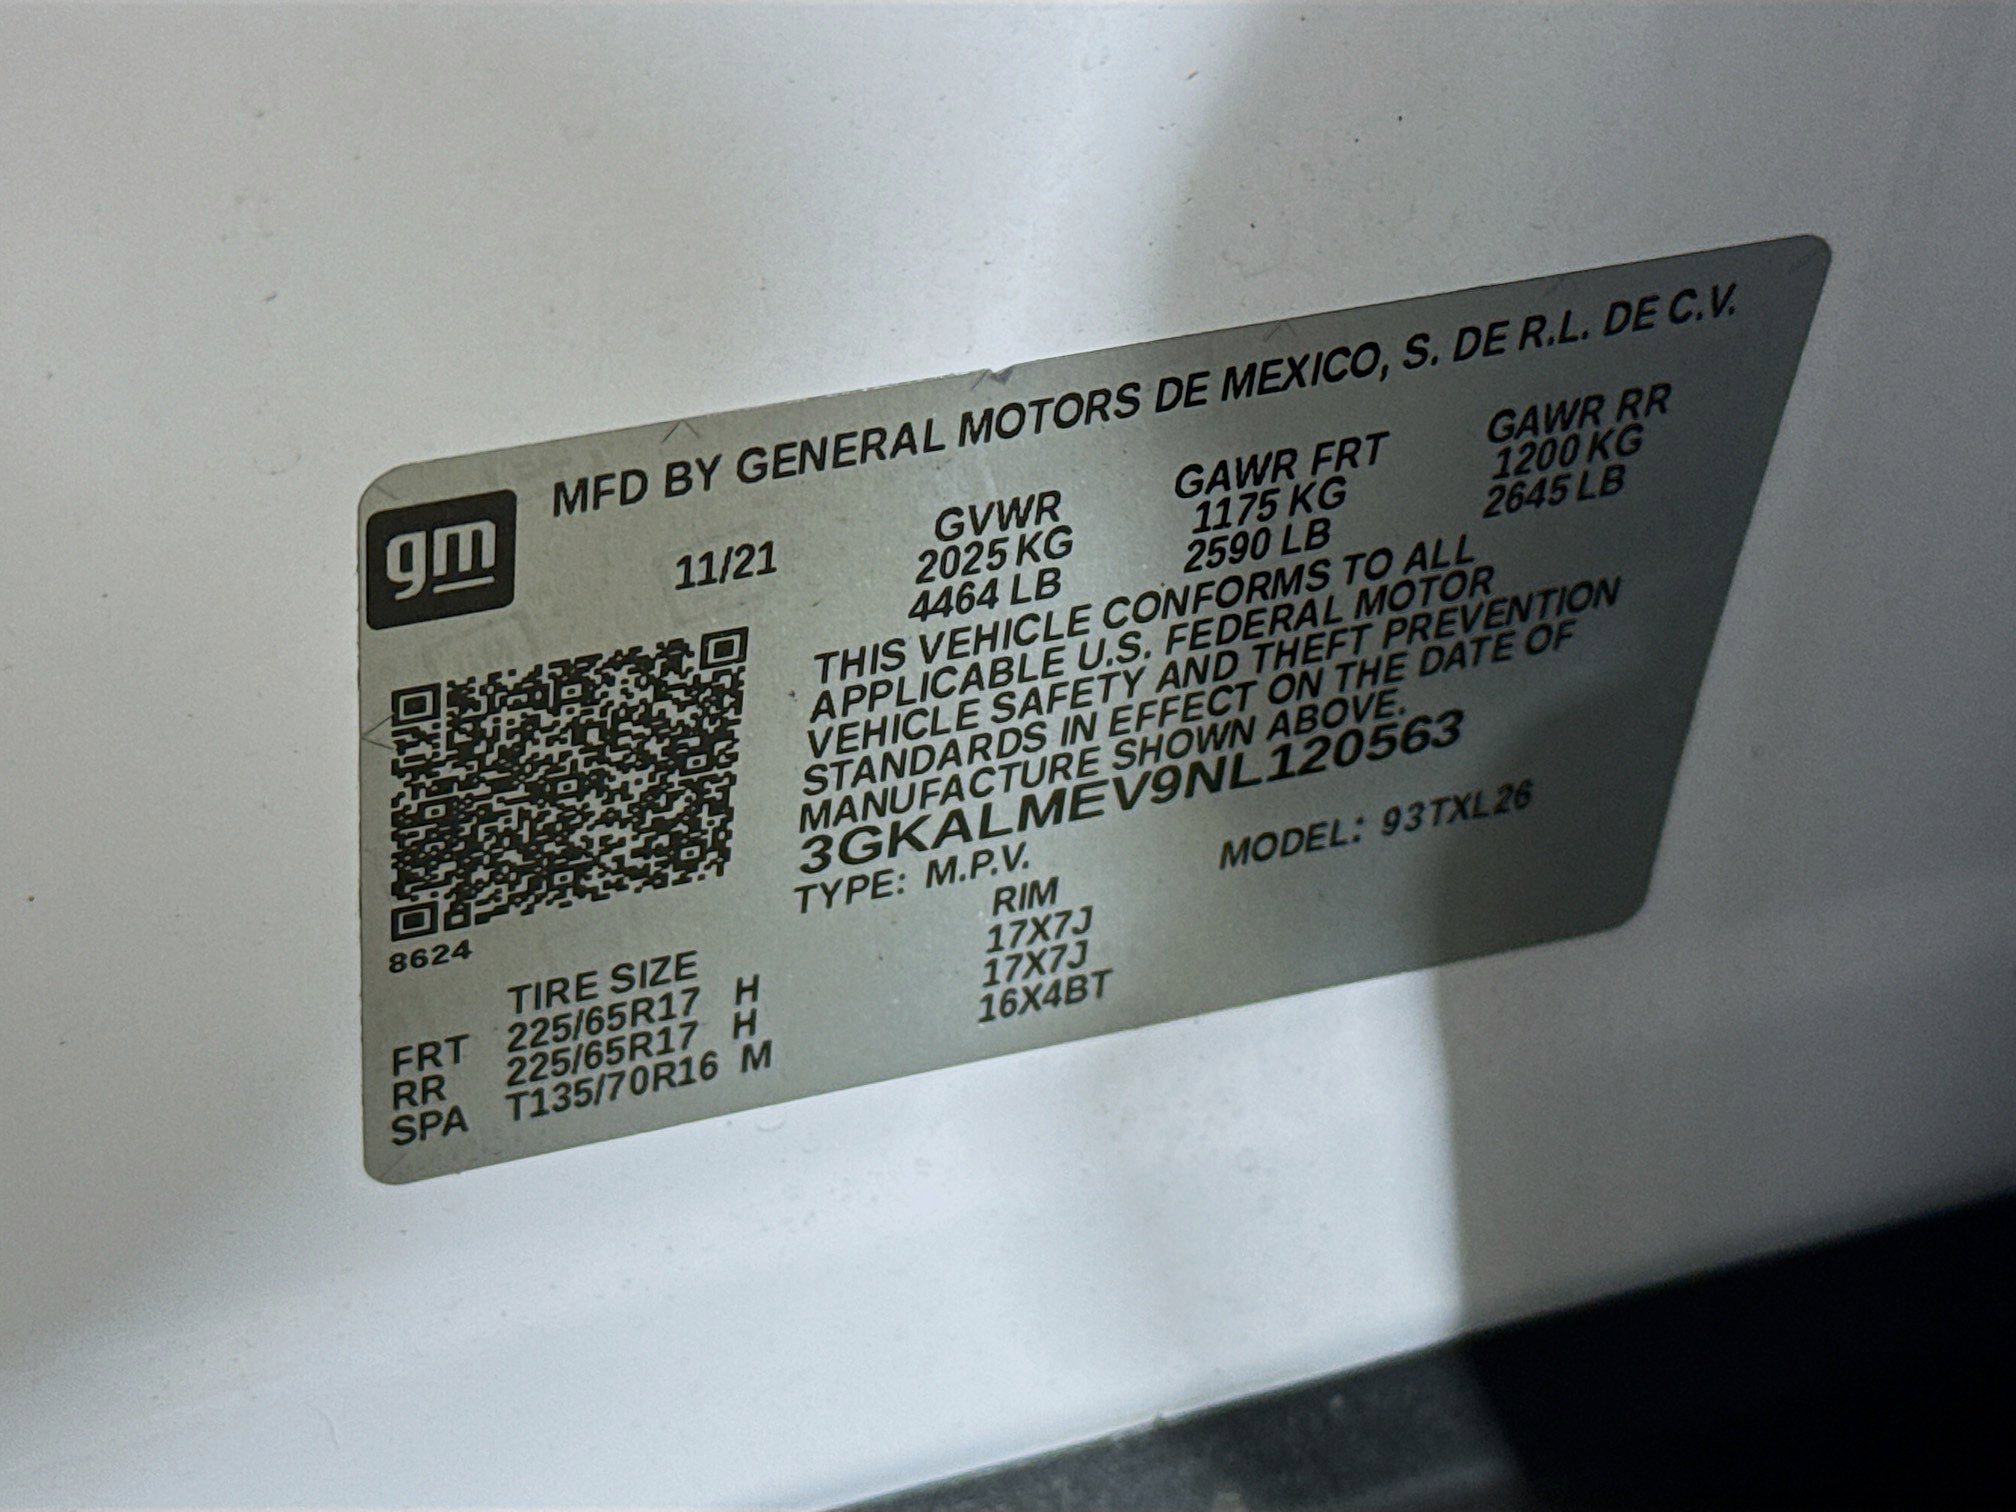 gm
MFD BY GENERAL MOTORS DE MEXICO, S. DE R.L. DE C.V.
11/21 GVWR GAWR FRT GAWR RR
2025 KG 1175 KG 1200 KG
4464 LB 2590 LB 2645 LB
THIS VEHICLE CONFORMS TO ALL
APPLICABLE U.S. FEDERAL MOTOR
VEHICLE SAFETY AND THEFT PREVENTION
STANDARDS IN EFFECT ON THE DATE OF
MANUFACTURE SHOWN ABOVE.
3GKALMEV9NL120563
TYPE: M.P.V. MODEL: 93TXL26
8624
TIRE SIZE RIM
FRT 225/65R17 H 17X7J
RR 225/65R17 H 17X7J
SPA T135/70R16 M 16X4BT